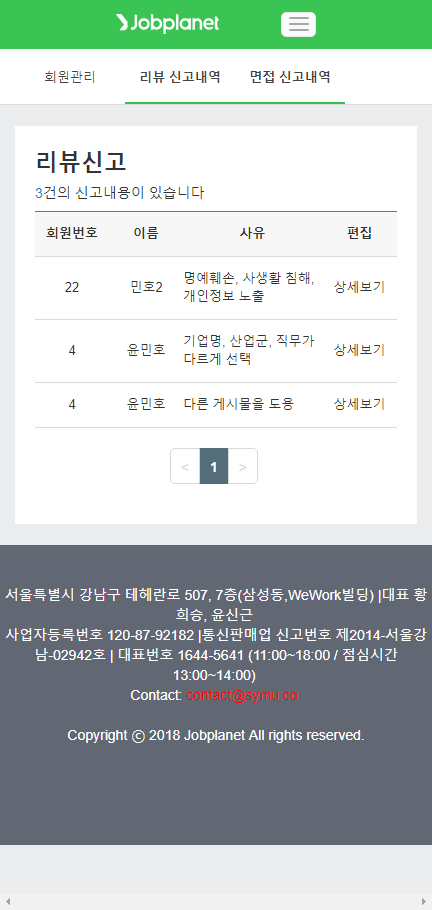 Jobplanet
회원관리 리뷰 신고내역 면접 신고내역
리뷰신고
3건의 신고내용이 있습니다
회원번호 이름 사유 편집
22 민호2 명예훼손, 사생활 침해, 개인정보 노출 상세보기
4 윤민호 기업명, 산업군, 직무가 다르게 선택 상세보기
4 윤민호 다른 게시물을 도용 상세보기
< 1 >
서울특별시 강남구 테헤란로 507, 7층(삼성동,WeWork빌딩) |대표 황
희승, 윤신근
사업자등록번호 120-87-92182 |통신판매업 신고번호 제2014-서울강
남-02942호 | 대표번호 1644-5641 (11:00~18:00 / 점심시간
13:00~14:00)
Contact: contact@symu.co
Copyright ⓒ 2018 Jobplanet All rights reserved.